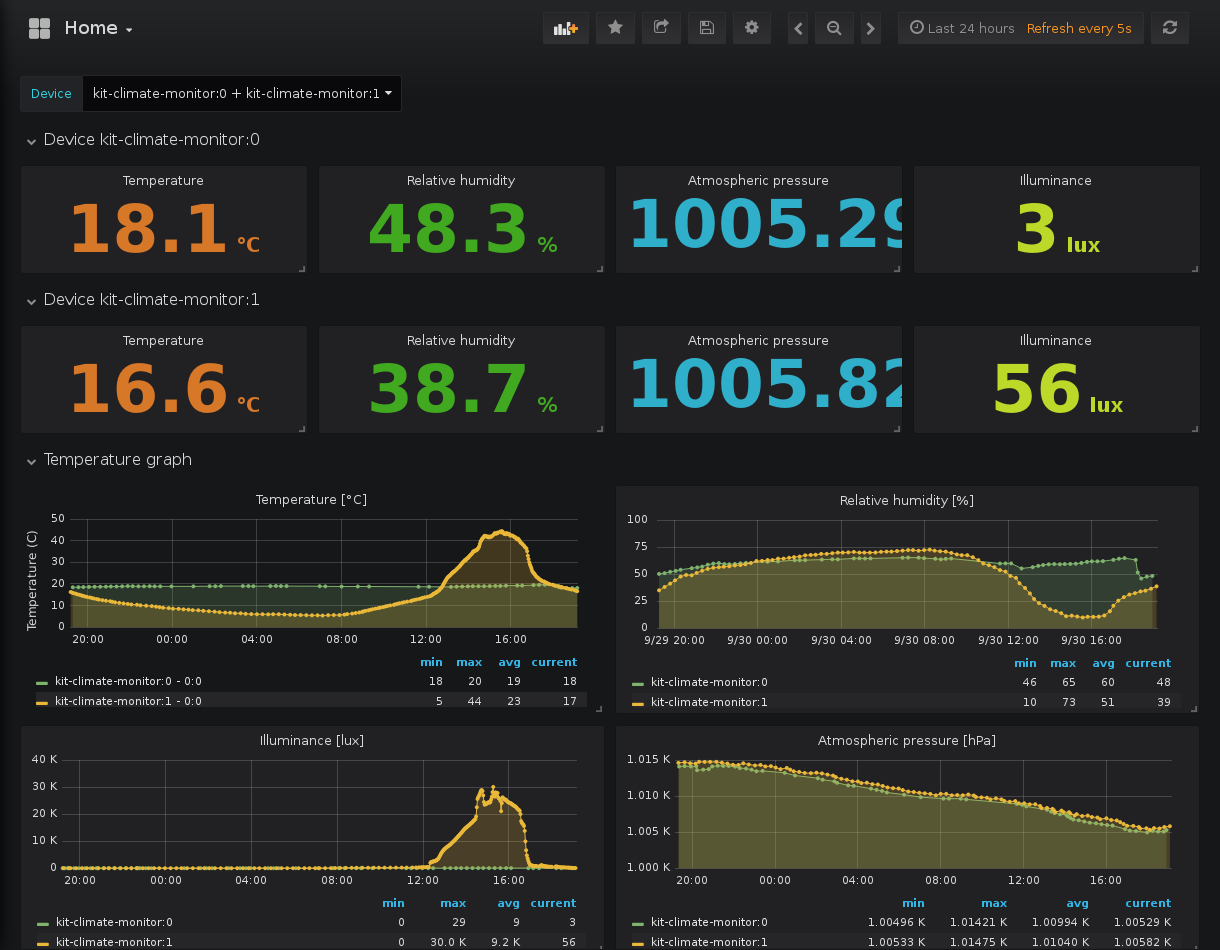 Home
Last 24 hours Refresh every 5s
Device kit-climate-monitor:0 + kit-climate-monitor:1
Device kit-climate-monitor:0
Temperature Relative humidity Atmospheric pressure Illuminance
18.1 °C 48.3 % 1005.29 3 lux
Device kit-climate-monitor:1
Temperature Relative humidity Atmospheric pressure Illuminance
16.6 °C 38.7 % 1005.82 56 lux
Temperature graph
Temperature [°C]
Temperature (C)
50
40
30
20
10
0
20:00 00:00 04:00 08:00 12:00 16:00
min max avg current
kit-climate-monitor:0 - 0:0 18 20 19 18
kit-climate-monitor:1 - 0:0 5 44 23 17
Relative humidity [%]
100
75
50
25
0
9/29 20:00 9/30 00:00 9/30 04:00 9/30 08:00 9/30 12:00 9/30 16:00
min max avg current
kit-climate-monitor:0 46 65 60 48
kit-climate-monitor:1 10 73 51 39
Illuminance [lux]
40 K
30 K
20 K
10 K
0
20:00 00:00 04:00 08:00 12:00 16:00
min max avg current
kit-climate-monitor:0 0 29 9 3
kit-climate-monitor:1 0 30.0 K 9.2 K 56
Atmospheric pressure [hPa]
1.015 K
1.010 K
1.005 K
1.000 K
20:00 00:00 04:00 08:00 12:00 16:00
min max avg current
kit-climate-monitor:0 1.00496 K 1.01421 K 1.00994 K 1.00529 K
kit-climate-monitor:1 1.00533 K 1.01475 K 1.01040 K 1.00582 K